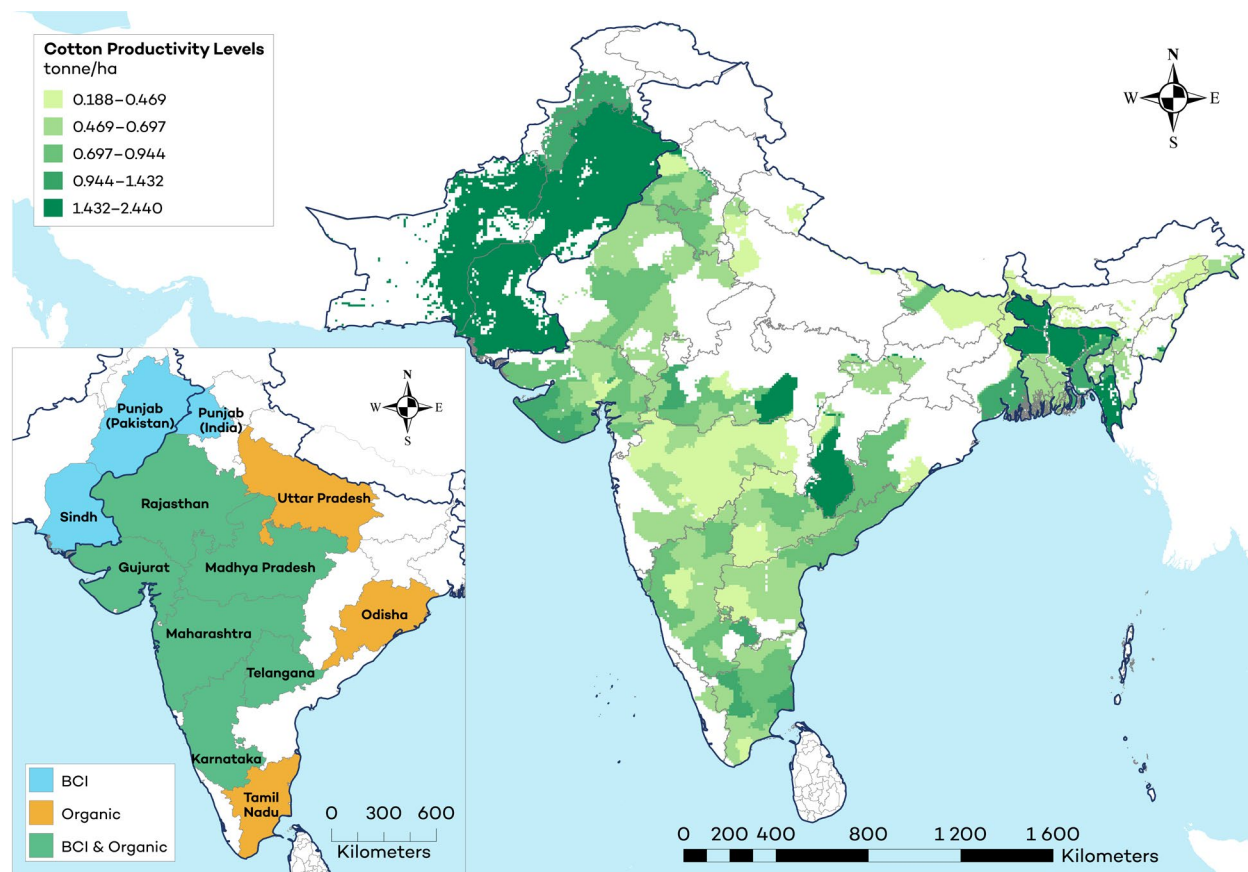 Cotton Productivity Levels
tonne/ha
0.188–0.469
0.469–0.697
0.697–0.944
0.944–1.432
1.432–2.440
N
W E
S
N
W E
S
Punjab
(Pakistan)
Punjab
(India)
Sindh
Rajasthan
Uttar Pradesh
Gujurat
Madhya Pradesh
Odisha
Maharashtra
Telangana
Karnataka
Tamil
Nadu
BCI
Organic
BCI & Organic
0 300 600
Kilometers
0 200 400 800 1 200 1 600
Kilometers